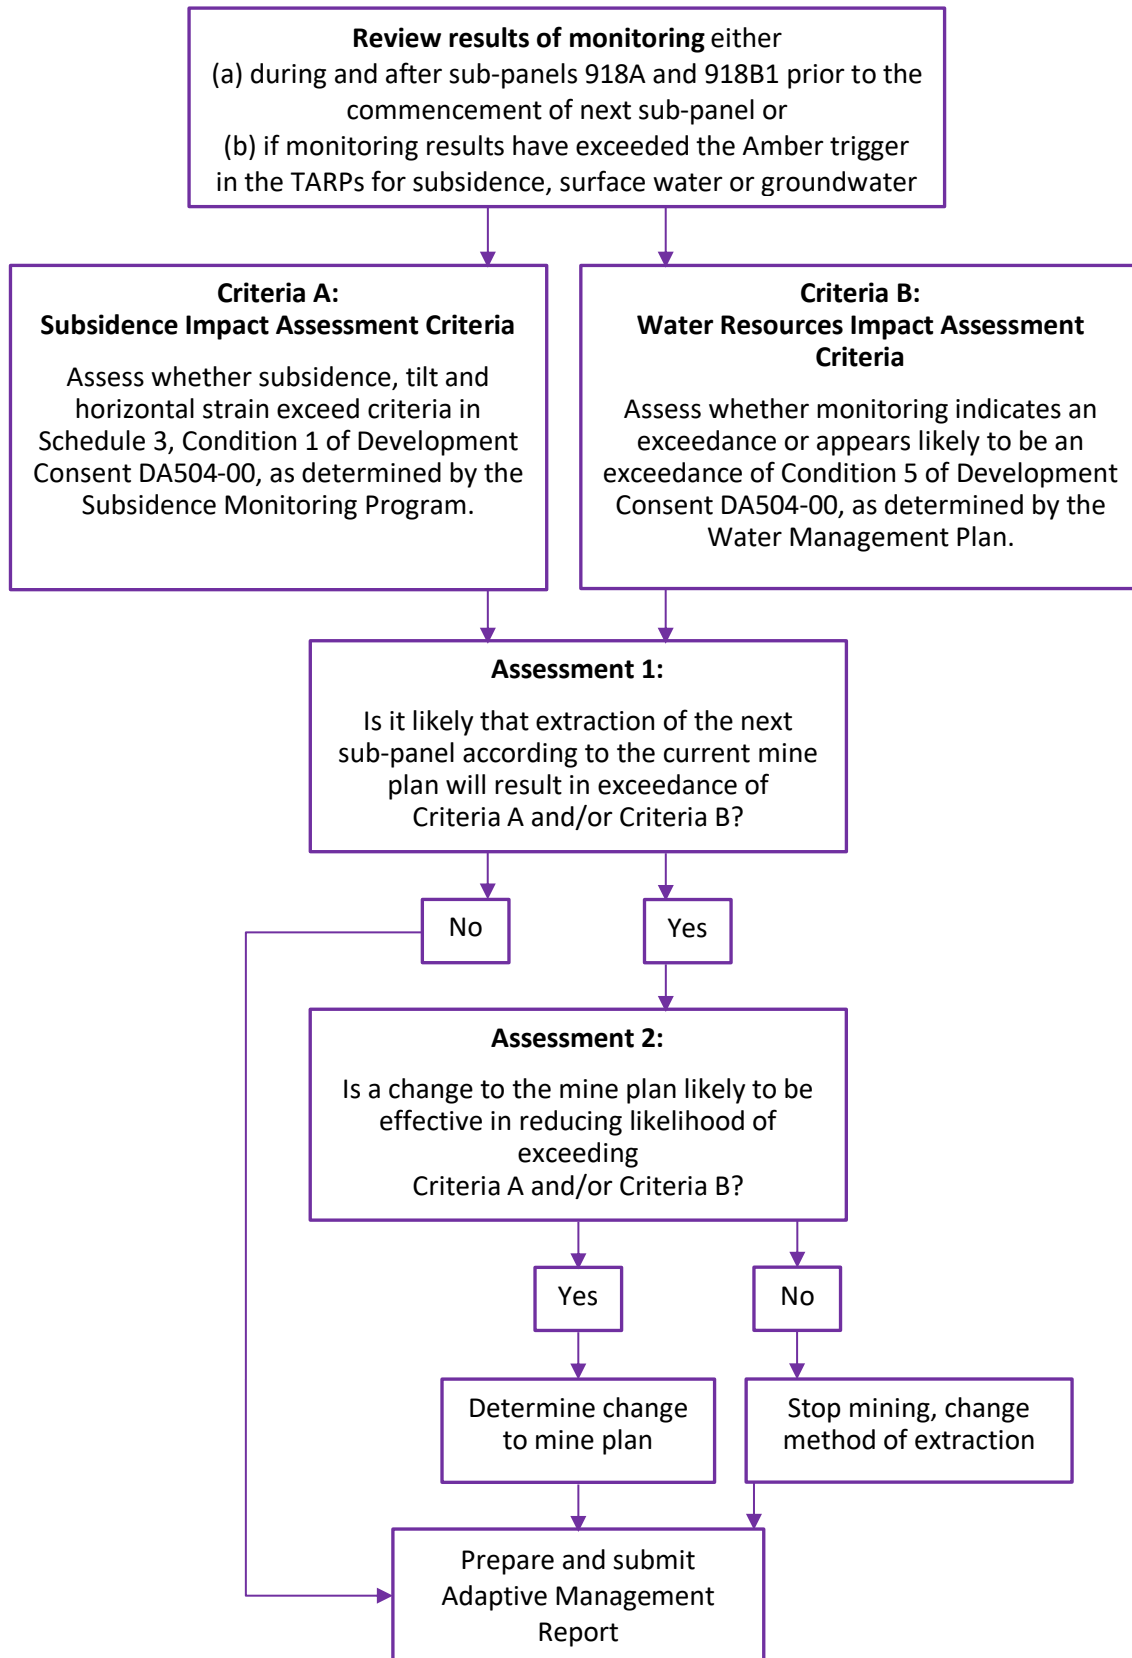 Review results of monitoring either
(a) during and after sub-panels 918A and 918B1 prior to the
commencement of next sub-panel or
(b) if monitoring results have exceeded the Amber trigger
in the TARPs for subsidence, surface water or groundwater
Criteria A:
Subsidence Impact Assessment Criteria
Assess whether subsidence, tilt and
horizontal strain exceed criteria in
Schedule 3, Condition 1 of Development
Consent DA504-00, as determined by the
Subsidence Monitoring Program.
Criteria B:
Water Resources Impact Assessment
Criteria
Assess whether monitoring indicates an
exceedance or appears likely to be an
exceedance of Condition 5 of Development
Consent DA504-00, as determined by the
Water Management Plan.
Assessment 1:
Is it likely that extraction of the next
sub-panel according to the current mine
plan will result in exceedance of
Criteria A and/or Criteria B?
No
Yes
Assessment 2:
Is a change to the mine plan likely to be
effective in reducing likelihood of
exceeding
Criteria A and/or Criteria B?
Yes
No
Determine change
to mine plan
Stop mining, change
method of extraction
Prepare and submit
Adaptive Management
Report